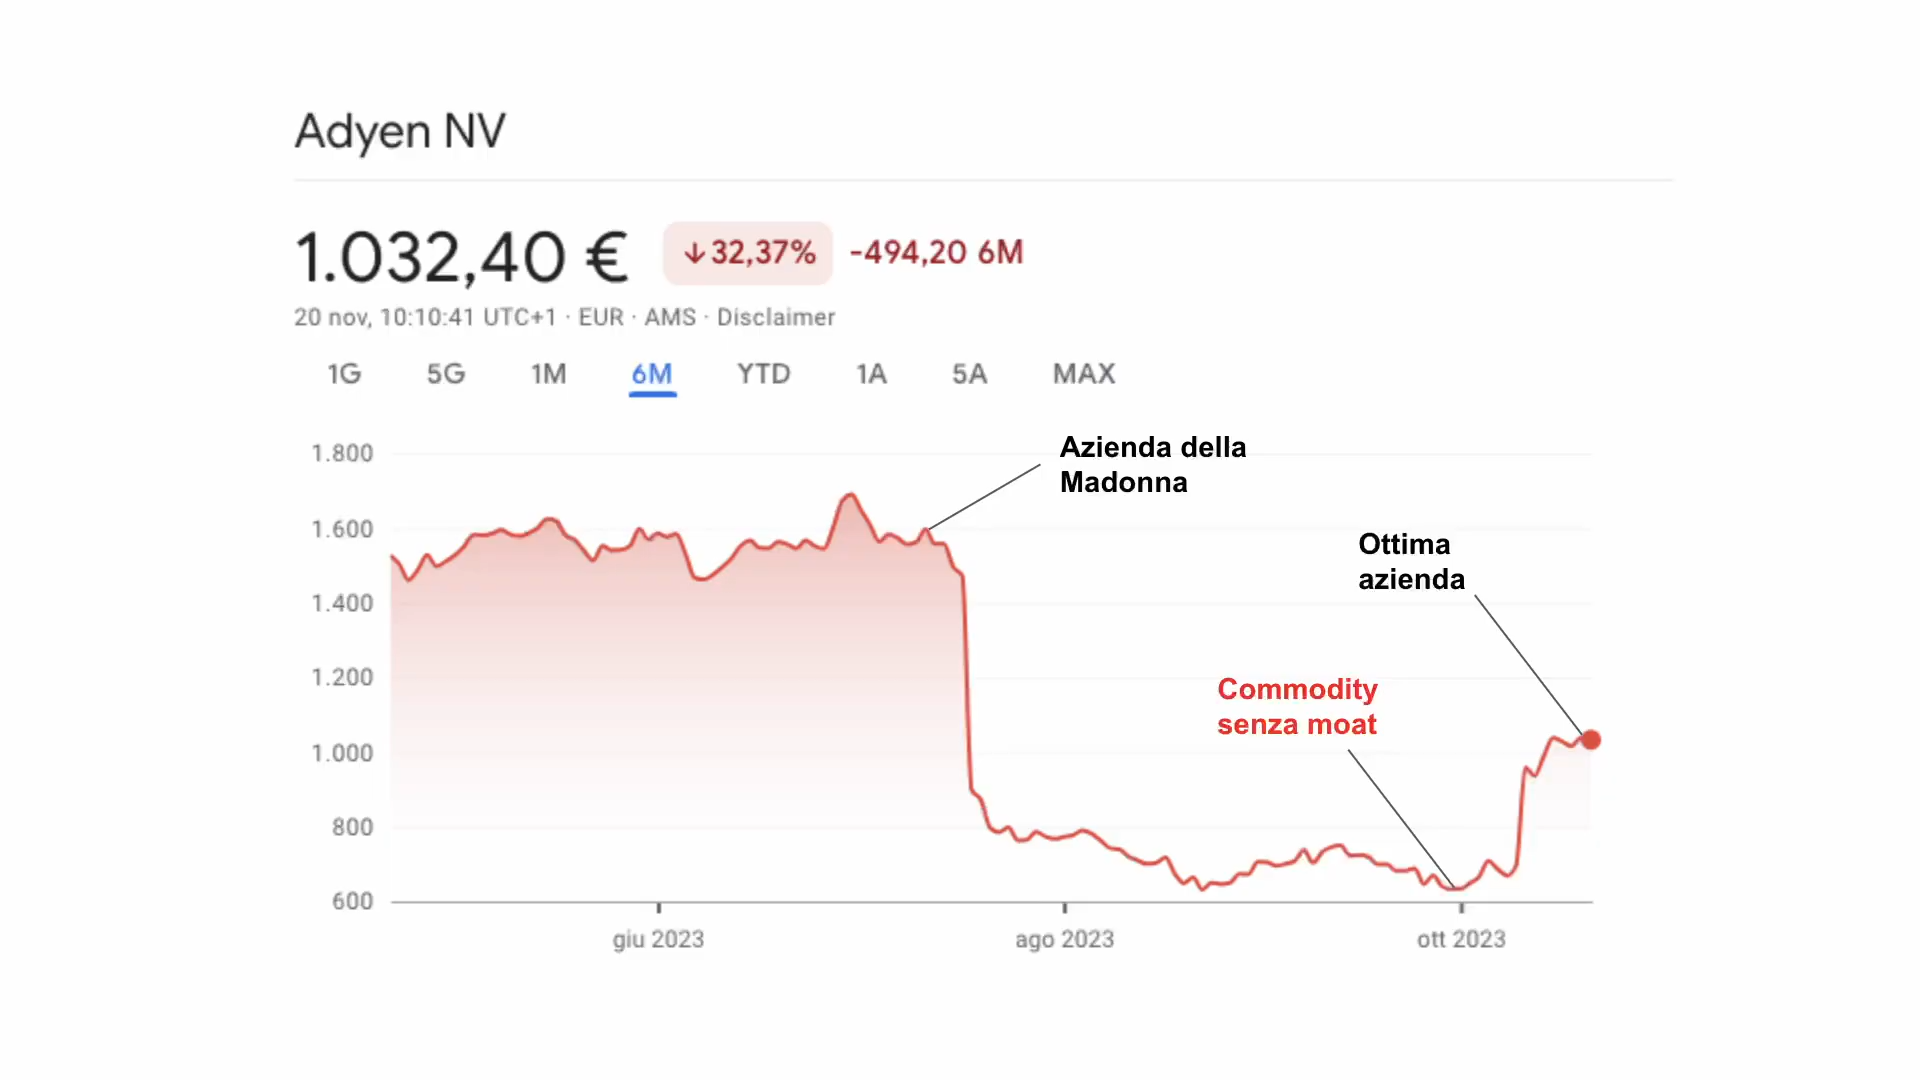 Adyen NV
1.032,40 € ↓32,37% -494,20 6M
20 nov, 10:10:41 UTC+1 · EUR · AMS · Disclaimer
1G 5G 1M 6M YTD 1A 5A MAX
1.800
1.600
1.400
1.200
1.000
800
600
Azienda della
Madonna
Ottima
azienda
Commodity
senza moat
giu 2023 ago 2023 ott 2023